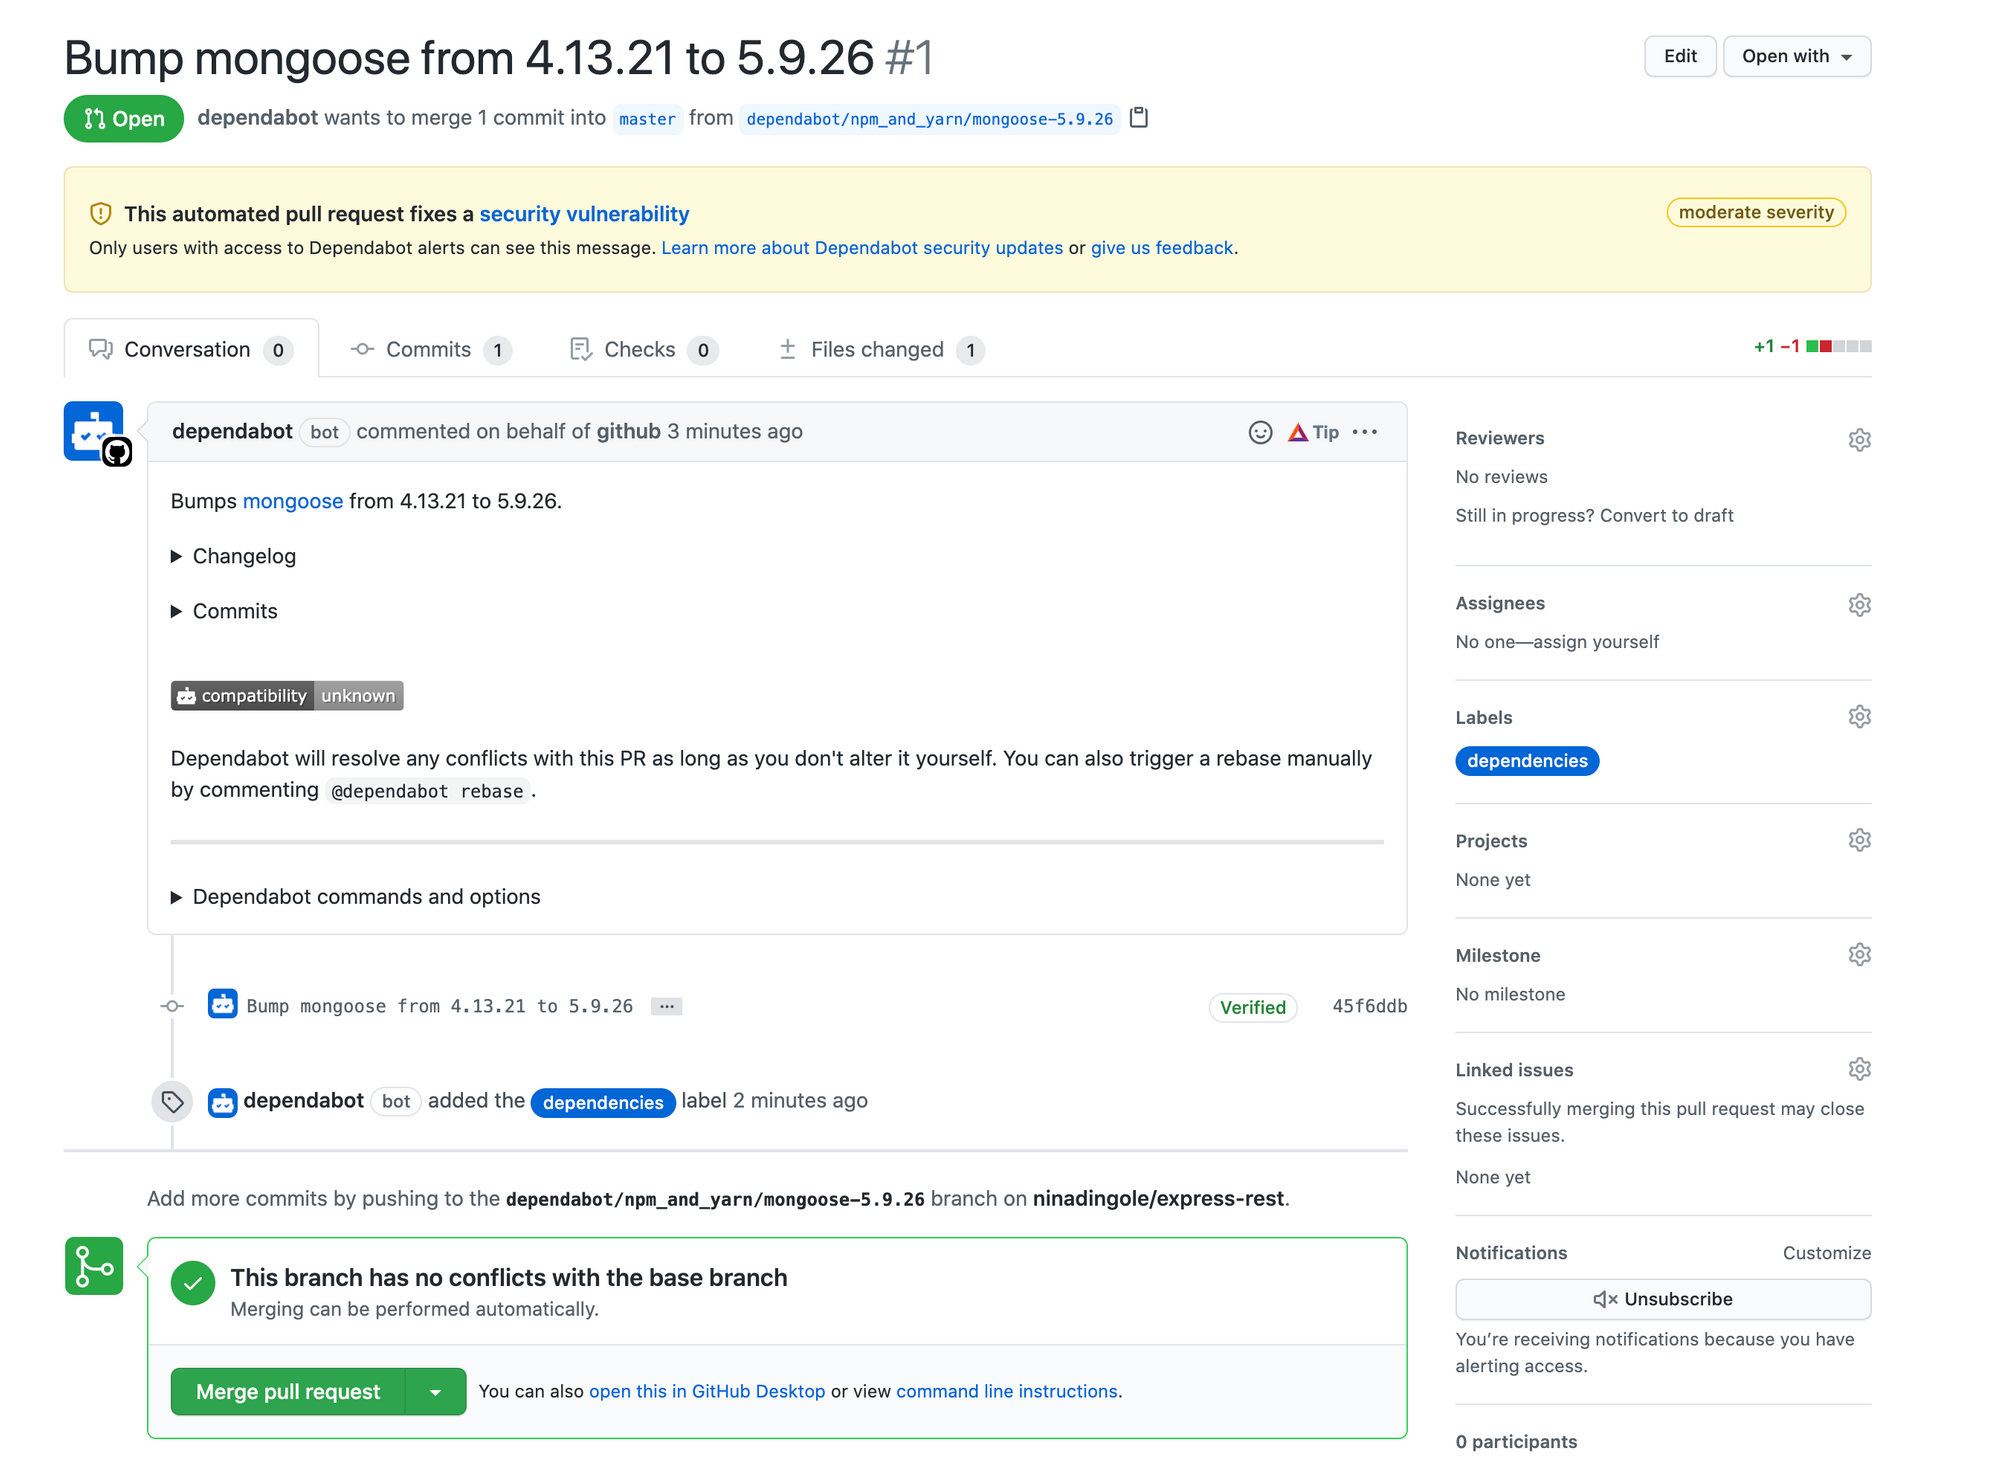 Bump mongoose from 4.13.21 to 5.9.26 #1
Edit
Open with
Open
dependabot wants to merge 1 commit into master from dependabot/npm_and_yarn/mongoose-5.9.26
This automated pull request fixes a security vulnerability
moderate severity
Only users with access to Dependabot alerts can see this message. Learn more about Dependabot security updates or give us feedback.
Conversation 0
Commits 1
Checks 0
Files changed 1
+1 −1
dependabot bot commented on behalf of github 3 minutes ago
Tip
Bumps mongoose from 4.13.21 to 5.9.26.
Changelog
Commits
compatibility unknown
Dependabot will resolve any conflicts with this PR as long as you don't alter it yourself. You can also trigger a rebase manually
by commenting @dependabot rebase.
Dependabot commands and options
Bump mongoose from 4.13.21 to 5.9.26 ...
Verified
45f6ddb
dependabot bot added the dependencies label 2 minutes ago
Add more commits by pushing to the dependabot/npm_and_yarn/mongoose-5.9.26 branch on ninadingole/express-rest.
This branch has no conflicts with the base branch
Merging can be performed automatically.
Merge pull request
You can also open this in GitHub Desktop or view command line instructions.
Reviewers
No reviews
Still in progress? Convert to draft
Assignees
No one—assign yourself
Labels
dependencies
Projects
None yet
Milestone
No milestone
Linked issues
Successfully merging this pull request may close
these issues.
None yet
Notifications
Customize
Unsubscribe
You’re receiving notifications because you have
alerting access.
0 participants